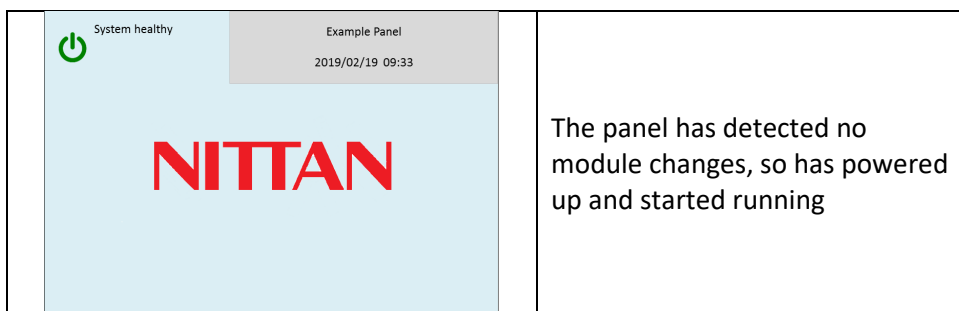 System healthy
Example Panel
2019/02/19 09:33
NITTAN
The panel has detected no
module changes, so has powered
up and started running